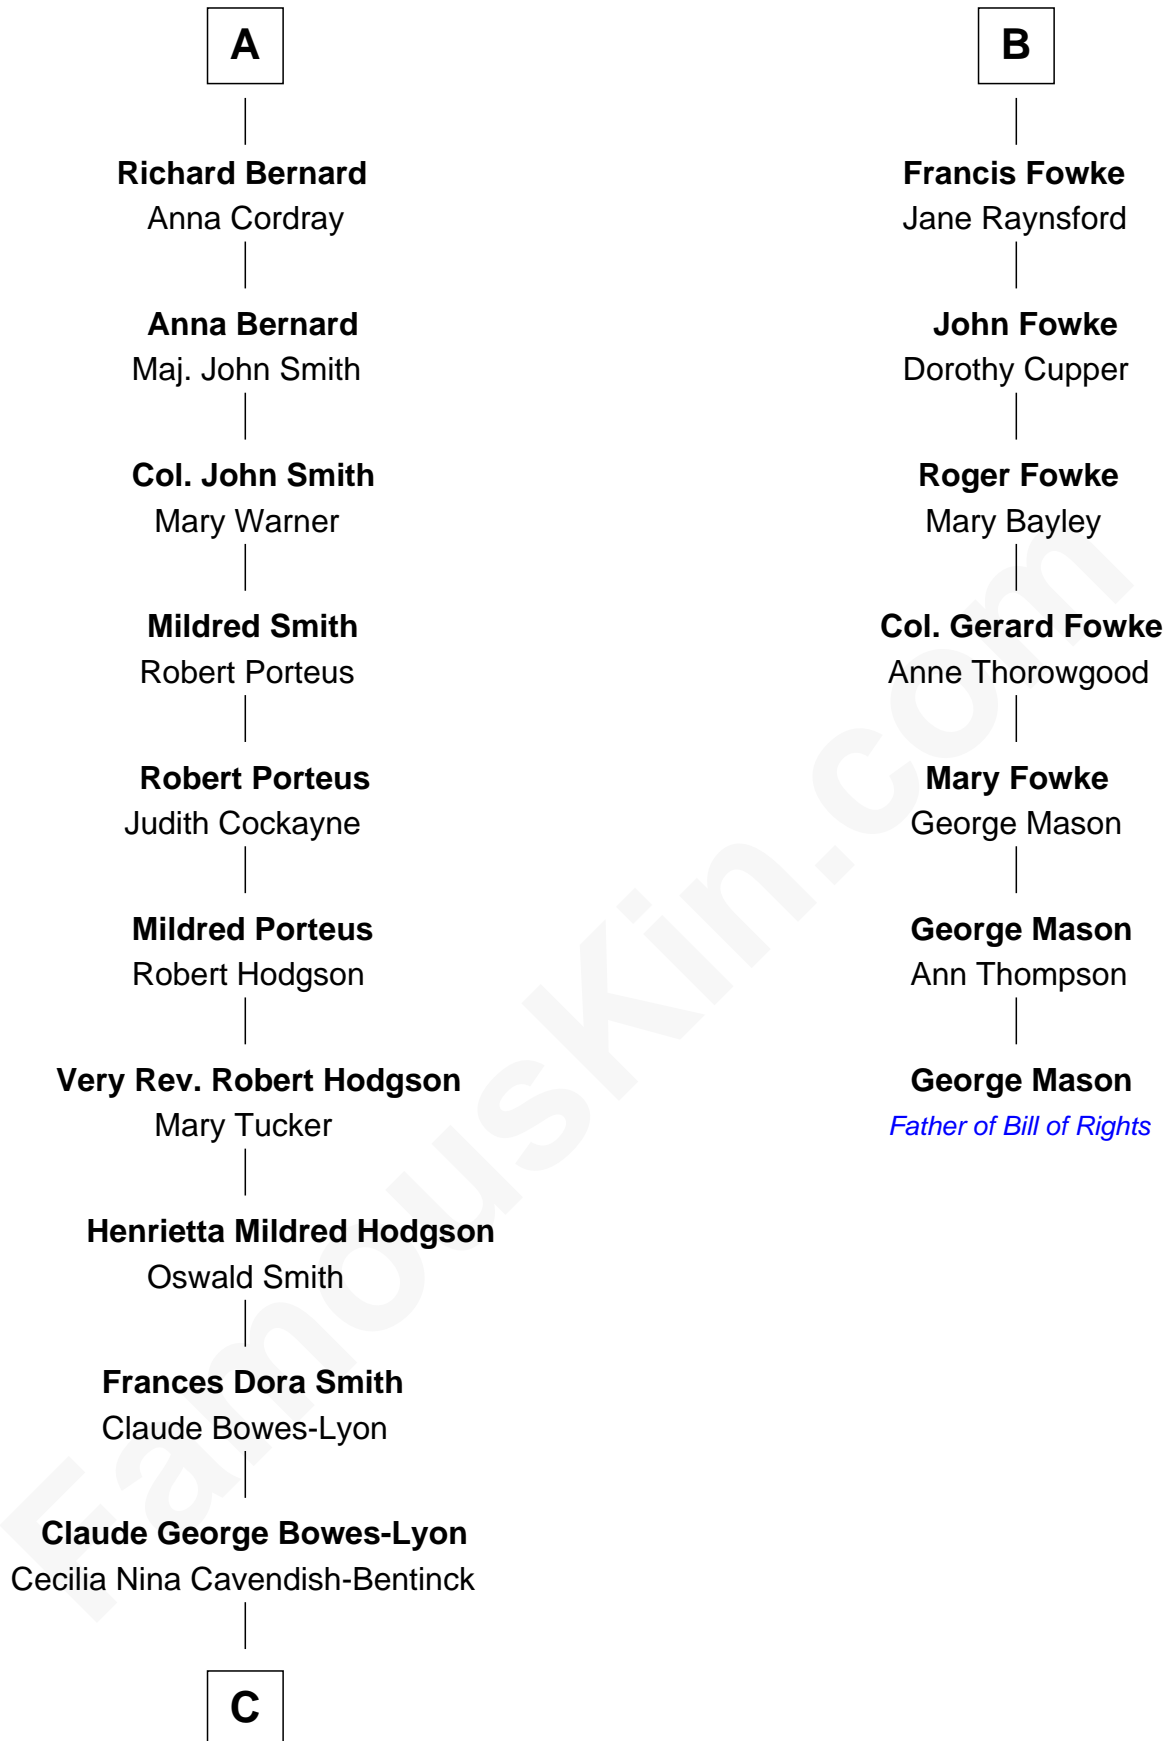 A
Richard Bernard
Anna Cordray
Anna Bernard
Maj. John Smith
Col. John Smith
Mary Warner
Mildred Smith
Robert Porteus
Robert Porteus
Judith Cockayne
Mildred Porteus
Robert Hodgson
Very Rev. Robert Hodgson
Mary Tucker
Henrietta Mildred Hodgson
Oswald Smith
Frances Dora Smith
Claude Bowes-Lyon
Claude George Bowes-Lyon
Cecilia Nina Cavendish-Bentinck
C
B
Francis Fowke
Jane Raynsford
John Fowke
Dorothy Cupper
Roger Fowke
Mary Bayley
Col. Gerard Fowke
Anne Thorowgood
Mary Fowke
George Mason
George Mason
Ann Thompson
George Mason
Father of Bill of Rights
FamousKin.com